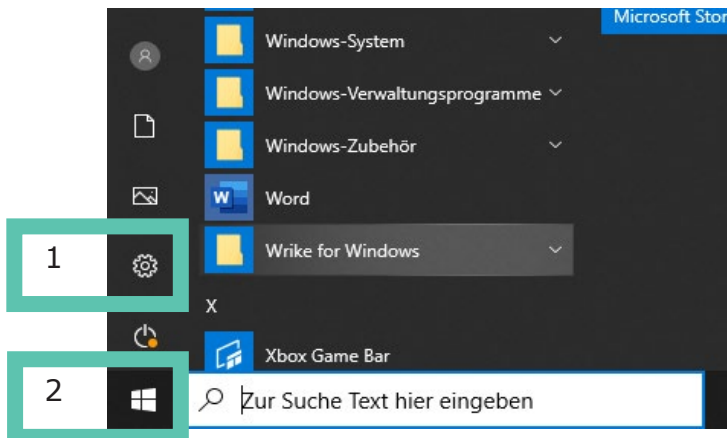 Microsoft Stor
Windows-System
Windows-Verwaltungsprogramme
Windows-Zubehör
W
Word
1
Wrike for Windows
X
Xbox Game Bar
2
Zur Suche Text hier eingeben